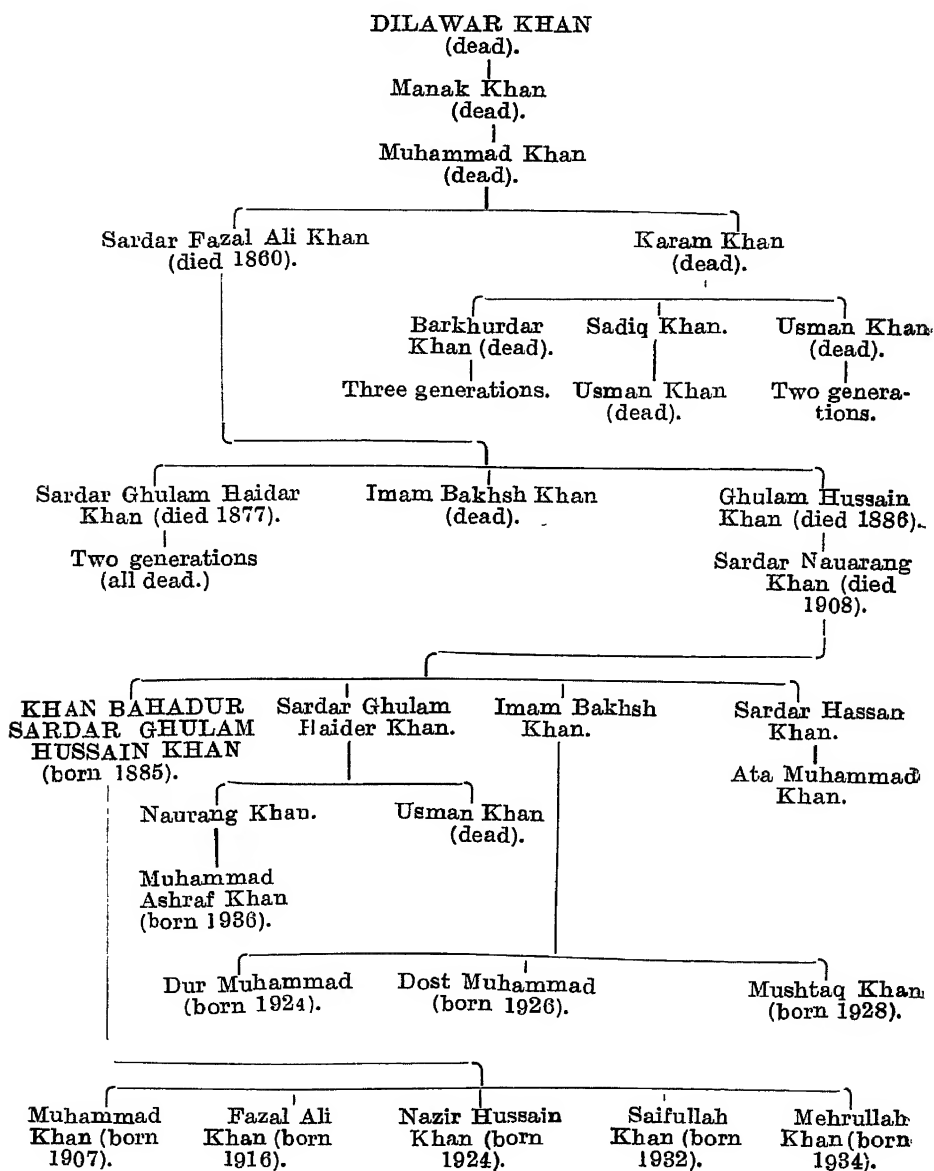 DILAWAR KHAN
(dead).
Manak Khan
(dead).
Muhammad Khan
(dead).
Sardar Fazal Ali Khan
(died 1860).
Karam Khan
(dead).
Barkhurdar
Khan (dead).
Sadiq Khan.
Usman Khan
(dead).
Three generations.
Usman Khan
(dead).
Two genera-
tions.
Sardar Ghulam Haidar
Khan (died 1877).
Imam Bakhsh Khan
(dead).
Ghulam Hussain
Khan (died 1886).
Two generations
(all dead.)
Sardar Nauarang
Khan (died
1908).
KHAN BAHADUR
SARDAR GHULAM
HUSSAIN KHAN
(born 1885).
Sardar Ghulam
Haider Khan.
Imam Bakhsh
Khan.
Sardar Hassan
Khan.
Ata Muhammad
Khan.
Naurang Khan.
Usman Khan
(dead).
Muhammad
Ashraf Khan
(born 1936).
Dur Muhammad
(born 1924).
Dost Muhammad
(born 1926).
Mushtaq Khan
(born 1928).
Muhammad
Khan (born
1907).
Fazal Ali
Khan (born
1916).
Nazir Hussain
Khan (born
1924).
Saifullah
Khan (born
1932).
Mehrullah
Khan (born
1934).